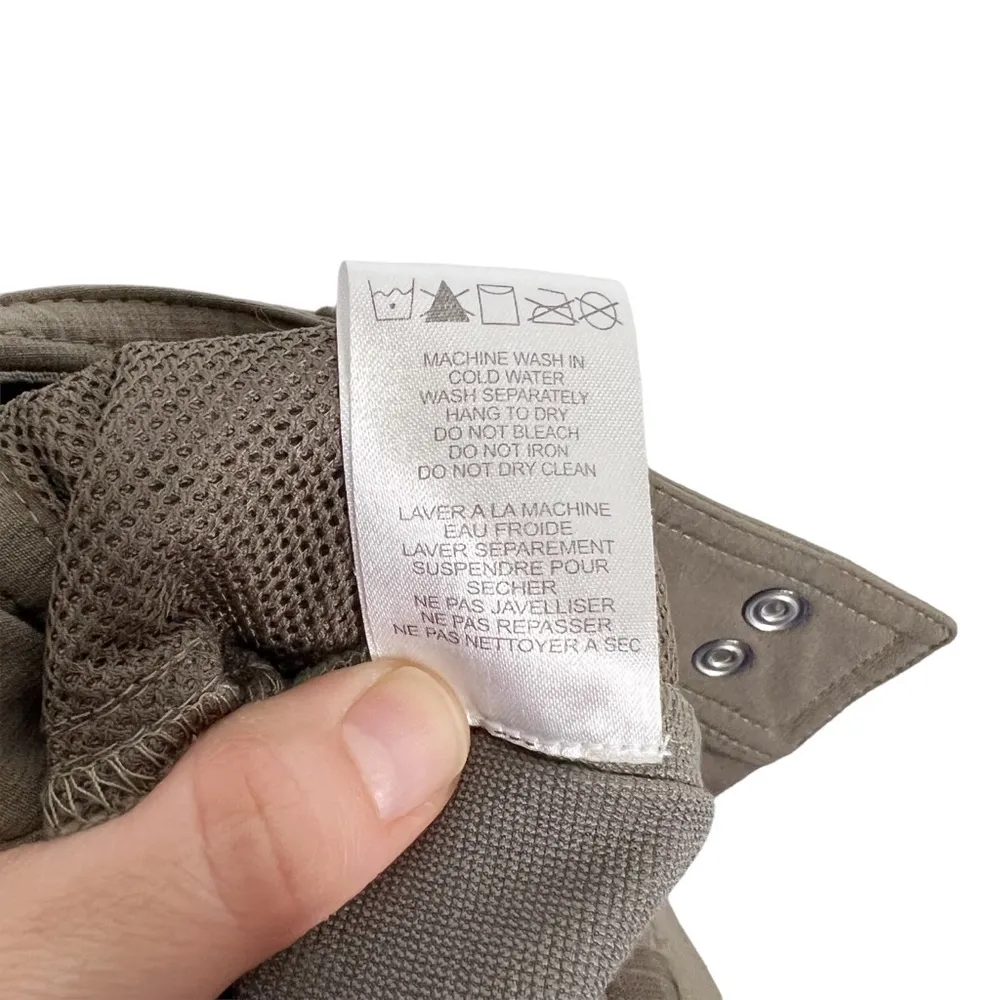 MACHINE WASH IN
COLD WATER
WASH SEPARATELY
HANG TO DRY
DO NOT BLEACH
DO NOT IRON
DO NOT DRY CLEAN
LAVER A LA MACHINE
EAU FROIDE
LAVER SEPAREMENT
SUSPENDRE POUR
SECHER
NE PAS JAVELLISER
NE PAS REPASSER
NE PAS NETTOYER A SEC